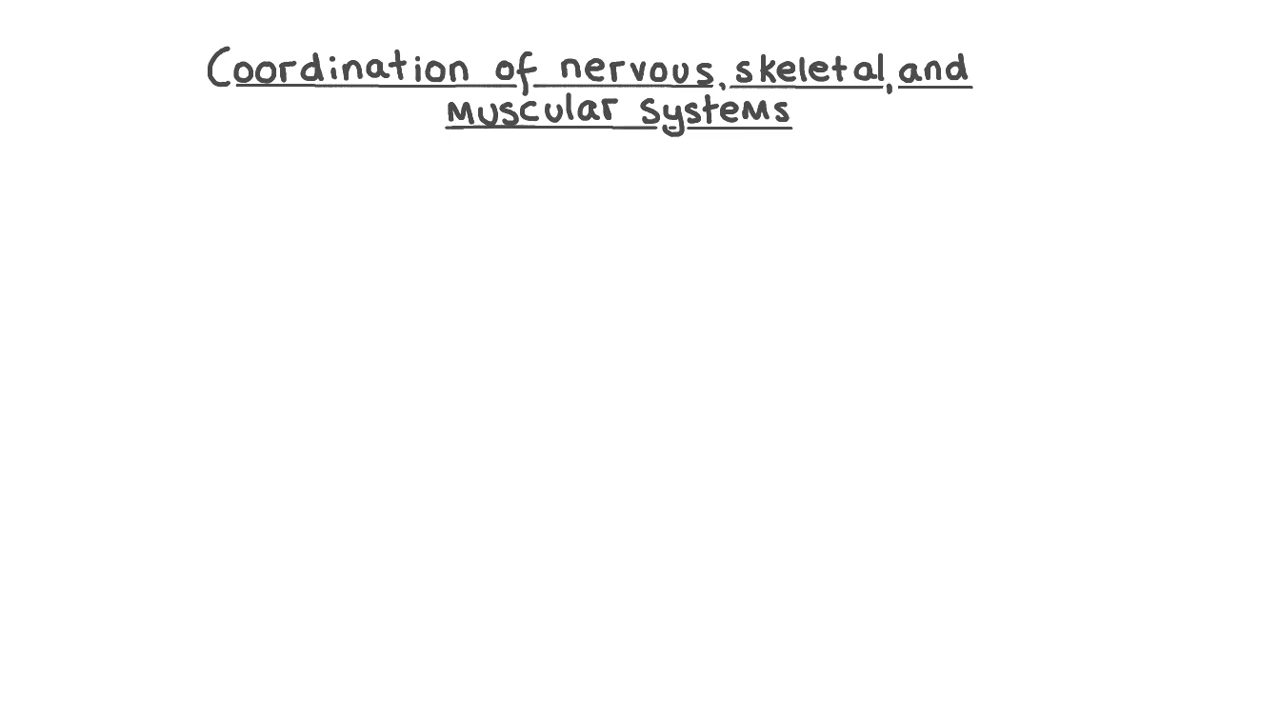 Coordination of nervous, skeletal, and
muscular systems